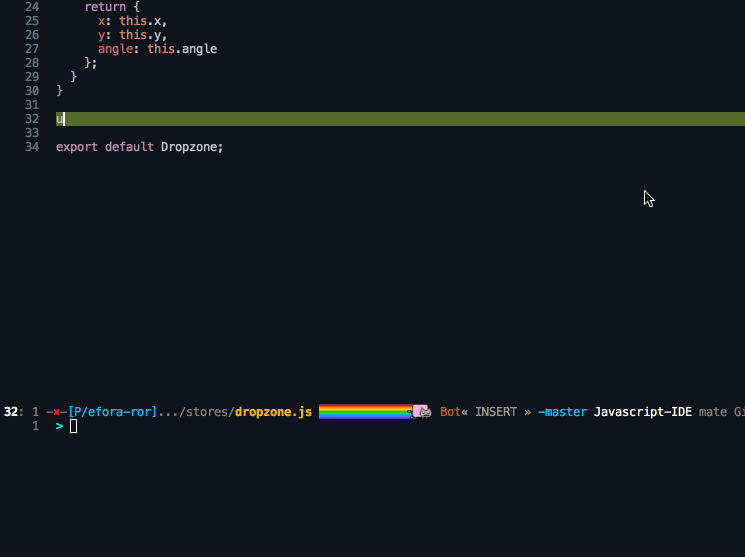 24     return {
25       x: this.x,
26       y: this.y,
27       angle: this.angle
28     };
29   }
30 }
31
32 u
33
34 export default Dropzone;
32: 1 -×-[P/efora-ror].../stores/dropzone.js Bot« INSERT » -master Javascript-IDE mate Gi
1 >